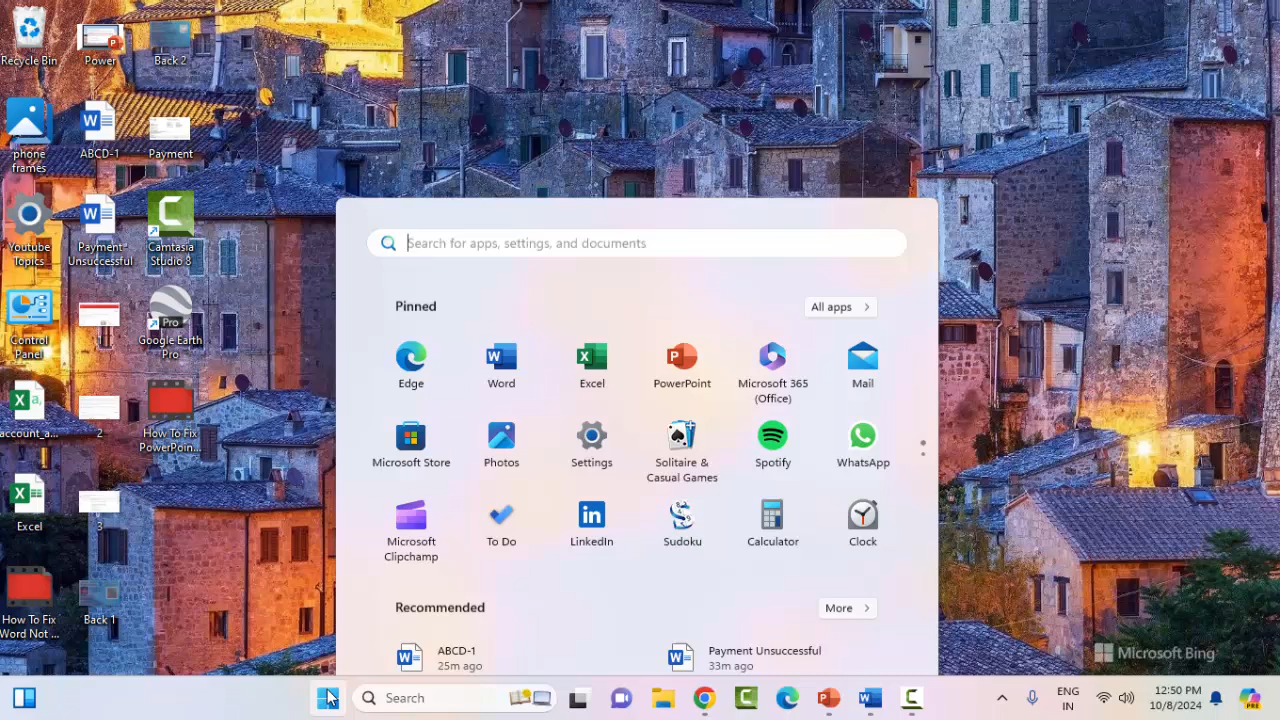 Recycle Bin
Power
Back 2
phone
frames
ABCD-1
Payment
Youtube
Topics
Payment-
Unsuccessful
Camtasia
Studio 8
Control
Panel
1
Pro
Google Earth
Pro
account_a...
2
How To Fix
PowerPoin...
Excel
3
How To Fix
Word Not ...
Back 1
Search for apps, settings, and documents
Pinned
All apps
Edge
Word
Excel
PowerPoint
Microsoft 365
(Office)
Mail
Microsoft Store
Photos
Settings
Solitaire &
Casual Games
Spotify
WhatsApp
Microsoft
Clipchamp
To Do
LinkedIn
Sudoku
Calculator
Clock
Recommended
More
ABCD-1
25m ago
Payment Unsuccessful
33m ago
Microsoft Bing
Search
ENG
IN
12:50 PM
10/8/2024